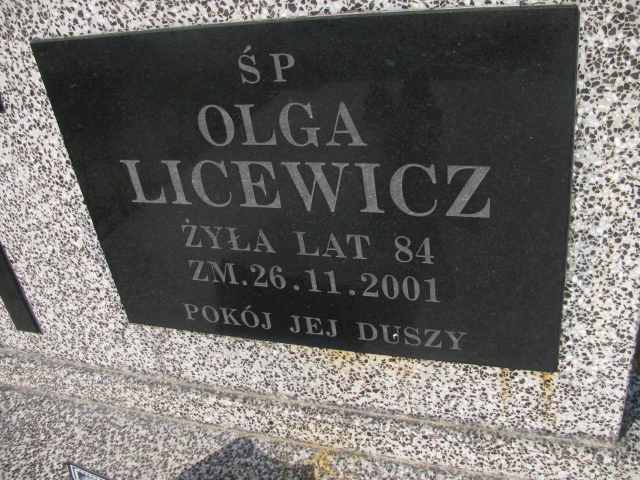 ŚP
OLGA
LICEWICZ
ŻYŁA LAT 84
ZM.26.11.2001
POKÓJ JEJ DUSZY